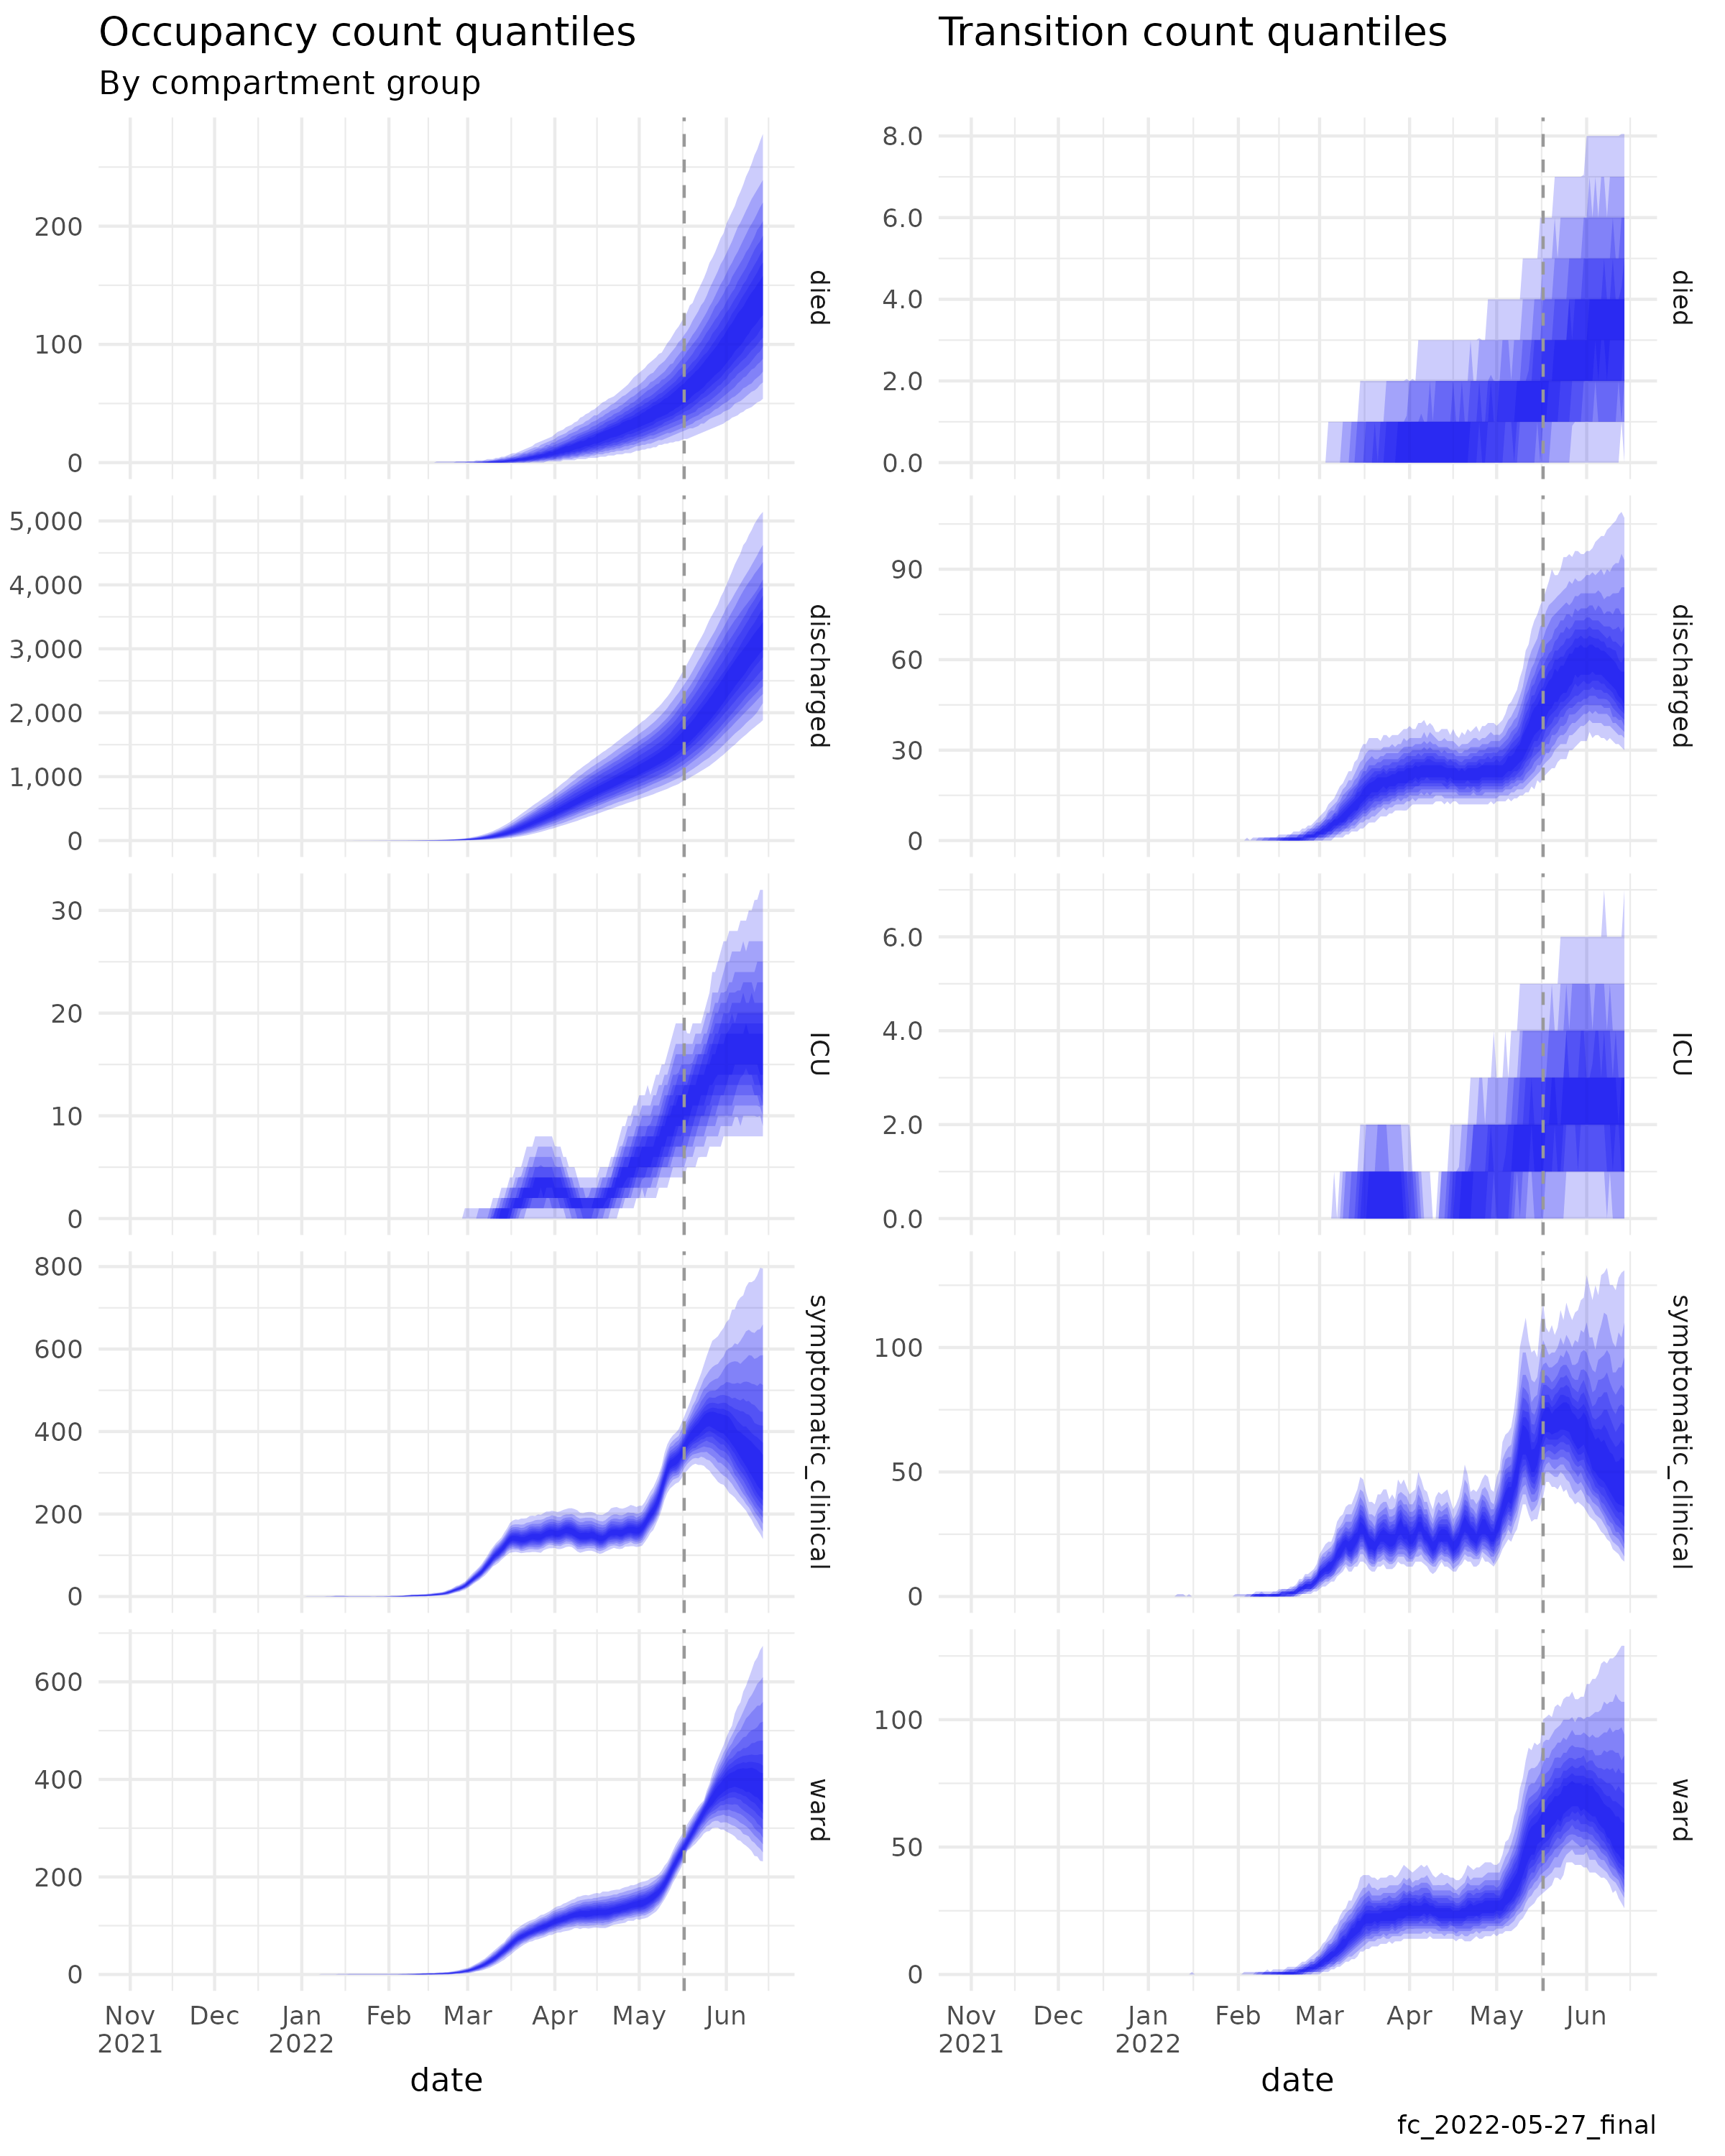 Occupancy count quantiles
By compartment group
200
100
0
died
5,000
4,000
3,000
2,000
1,000
0
discharged
30
20
10
0
ICU
800
600
400
200
0
symptomatic_clinical
600
400
200
0
ward
Nov Dec Jan Feb Mar Apr May Jun
2021 2022
date
Transition count quantiles
8.0
6.0
4.0
2.0
0.0
died
90
60
30
0
discharged
6.0
4.0
2.0
0.0
ICU
100
50
0
symptomatic_clinical
100
50
0
ward
Nov Dec Jan Feb Mar Apr May Jun
2021 2022
date
fc_2022-05-27_final